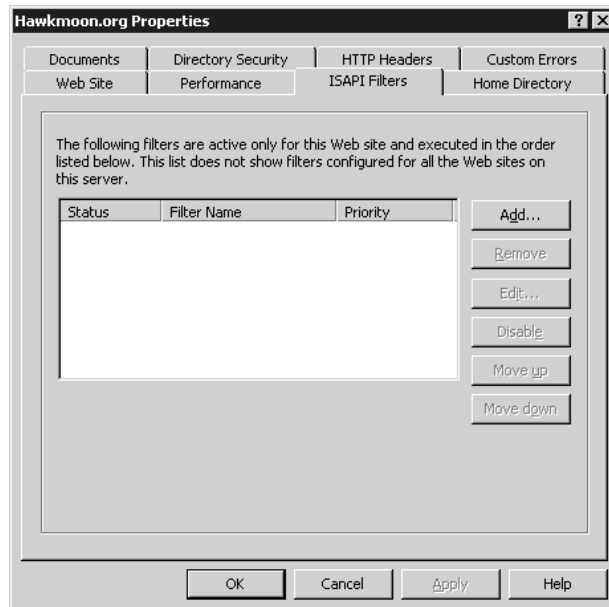 Hawkmoon.org Properties
Documents
Directory Security
HTTP Headers
Custom Errors
Web Site
Performance
ISAPI Filters
Home Directory
The following filters are active only for this Web site and executed in the order
listed below. This list does not show filters configured for all the Web sites on
this server.
Status
Filter Name
Priority
Add...
Remove
Edit...
Disable
Move up
Move down
OK
Cancel
Apply
Help